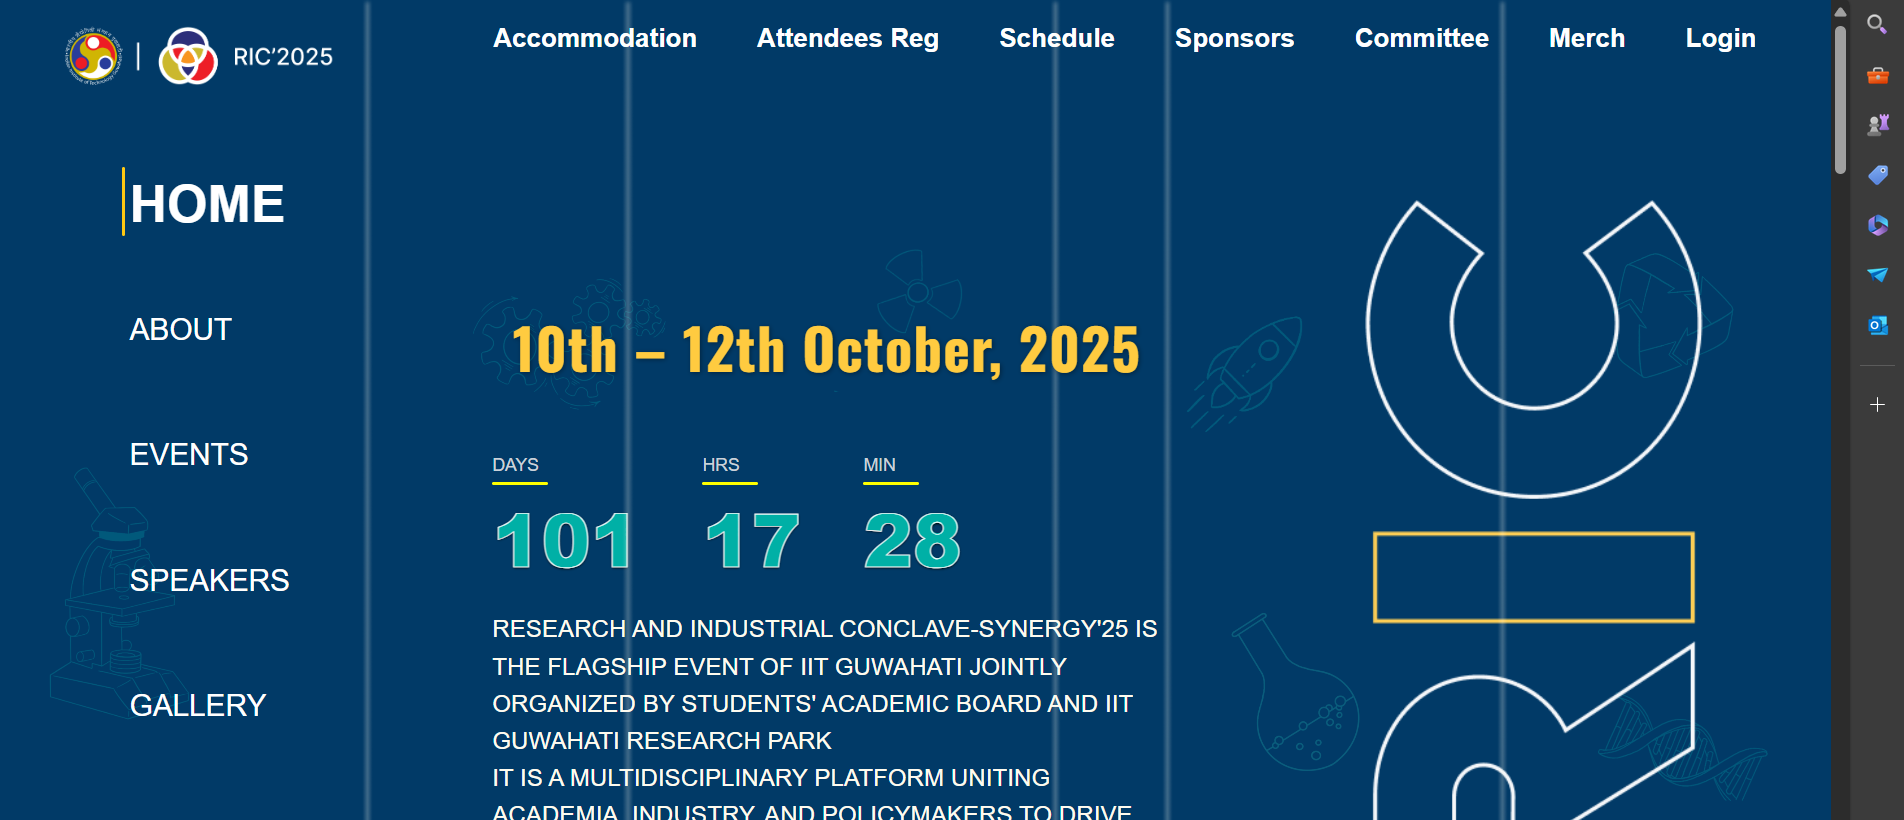 RIC'2025
Accommodation
Attendees Reg
Schedule
Sponsors
Committee
Merch
Login
HOME
ABOUT
EVENTS
SPEAKERS
GALLERY
10th – 12th October, 2025
DAYS
HRS
MIN
101
17
28
RESEARCH AND INDUSTRIAL CONCLAVE-SYNERGY'25 IS
THE FLAGSHIP EVENT OF IIT GUWAHATI JOINTLY
ORGANIZED BY STUDENTS' ACADEMIC BOARD AND IIT
GUWAHATI RESEARCH PARK
IT IS A MULTIDISCIPLINARY PLATFORM UNITING
ACADEMIA, INDUSTRY, AND POLICYMAKERS TO DRIVE
RIC